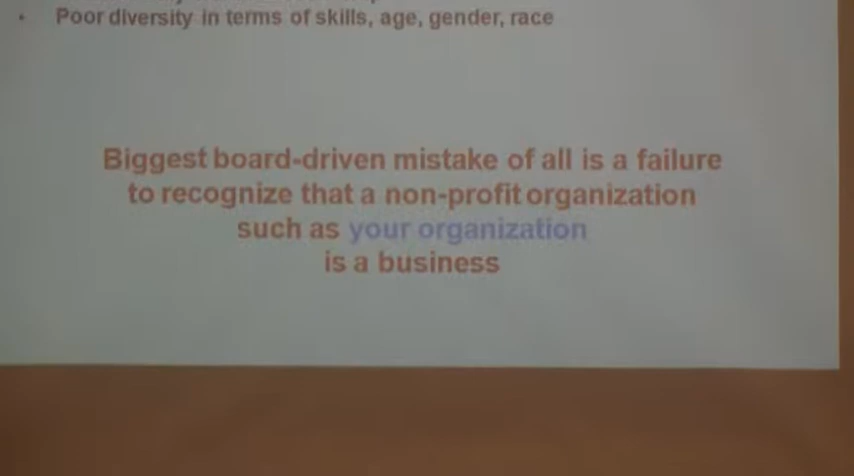 • Poor diversity in terms of skills, age, gender, race
Biggest board-driven mistake of all is a failure
to recognize that a non-profit organization
such as your organization
is a business